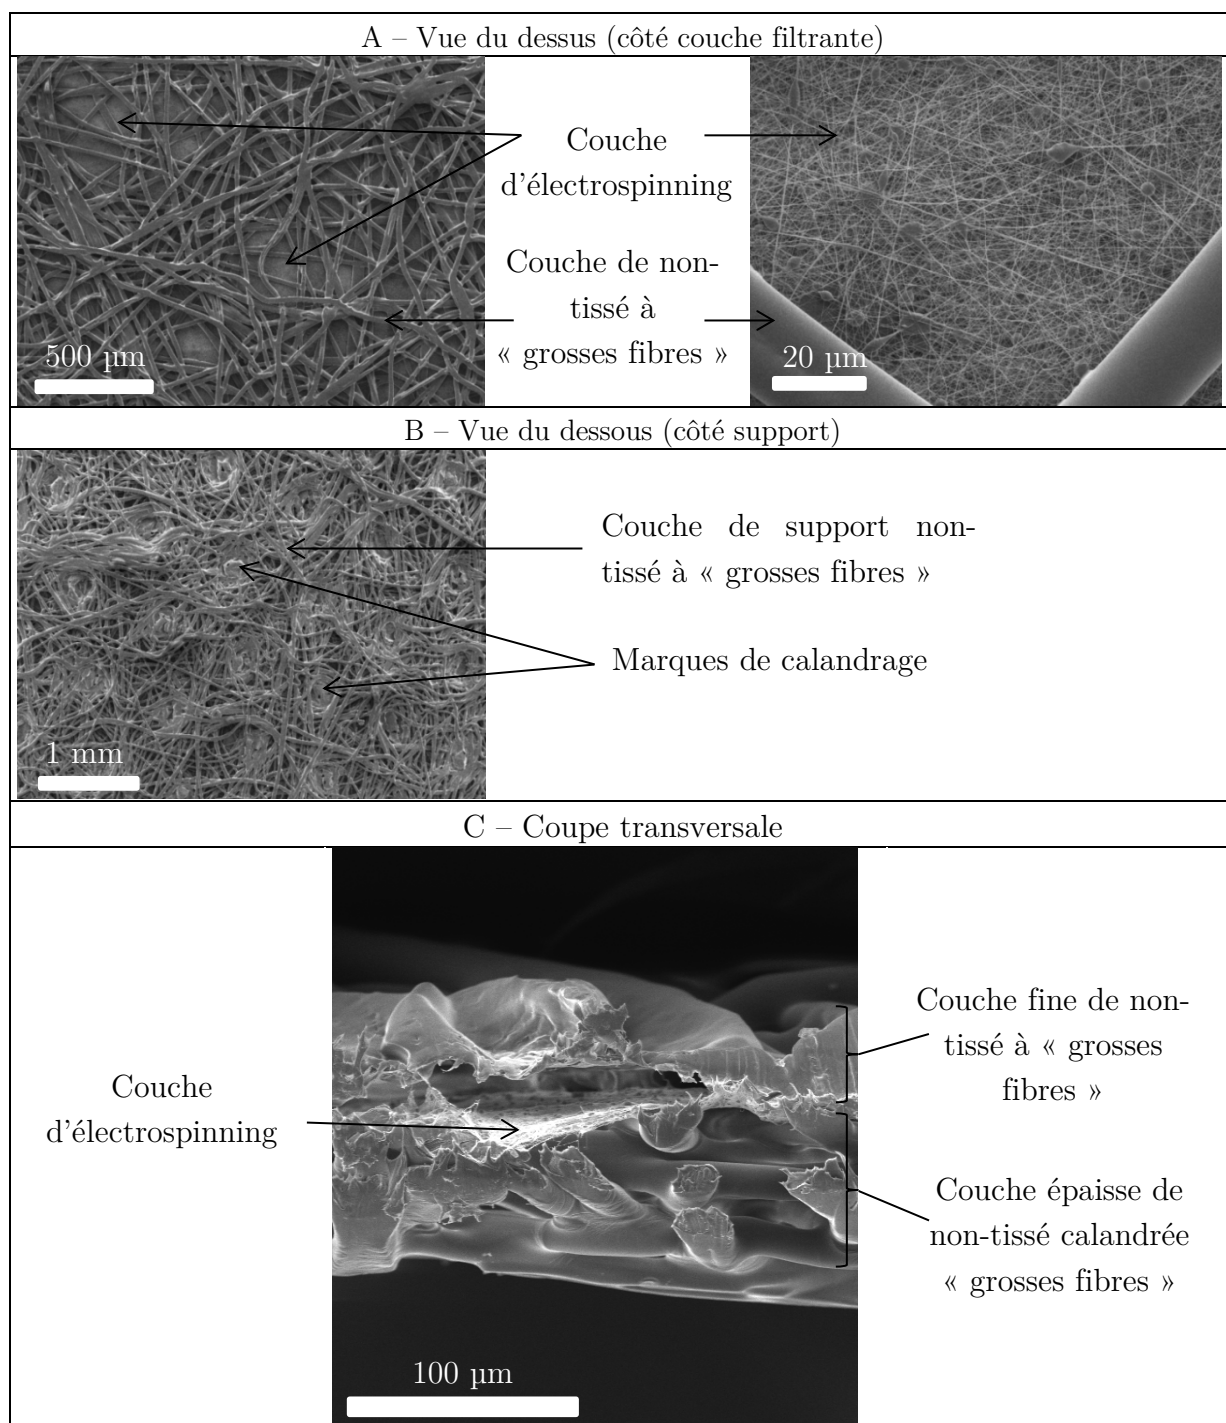 A – Vue du dessus (côté couche filtrante)
Couche
d'électrospinning
Couche de non-
tissé à
« grosses fibres »
500 µm
20 µm
B – Vue du dessous (côté support)
Couche de support non-
tissé à « grosses fibres »
Marques de calandrage
1 mm
C – Coupe transversale
Couche
d'électrospinning
Couche fine de non-
tissé à « grosses
fibres »
Couche épaisse de
non-tissé calandrée
« grosses fibres »
100 µm